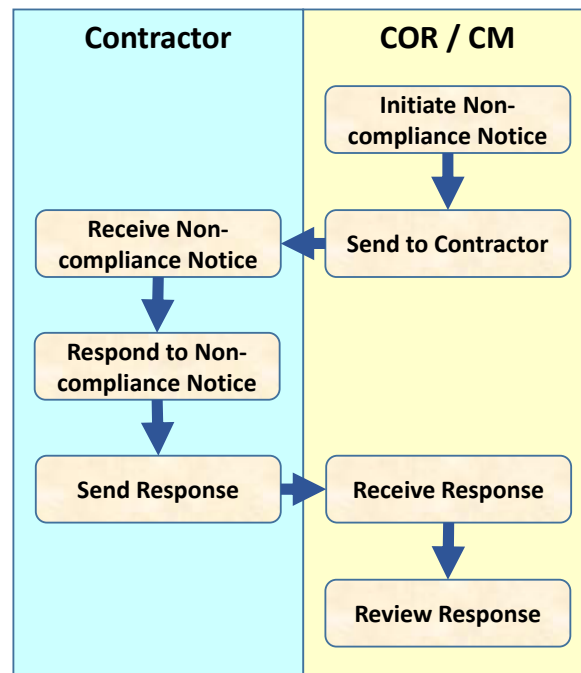 Contractor
COR / CM
Initiate Non-
compliance Notice
Receive Non-
compliance Notice
Send to Contractor
Respond to Non-
compliance Notice
Send Response
Receive Response
Review Response